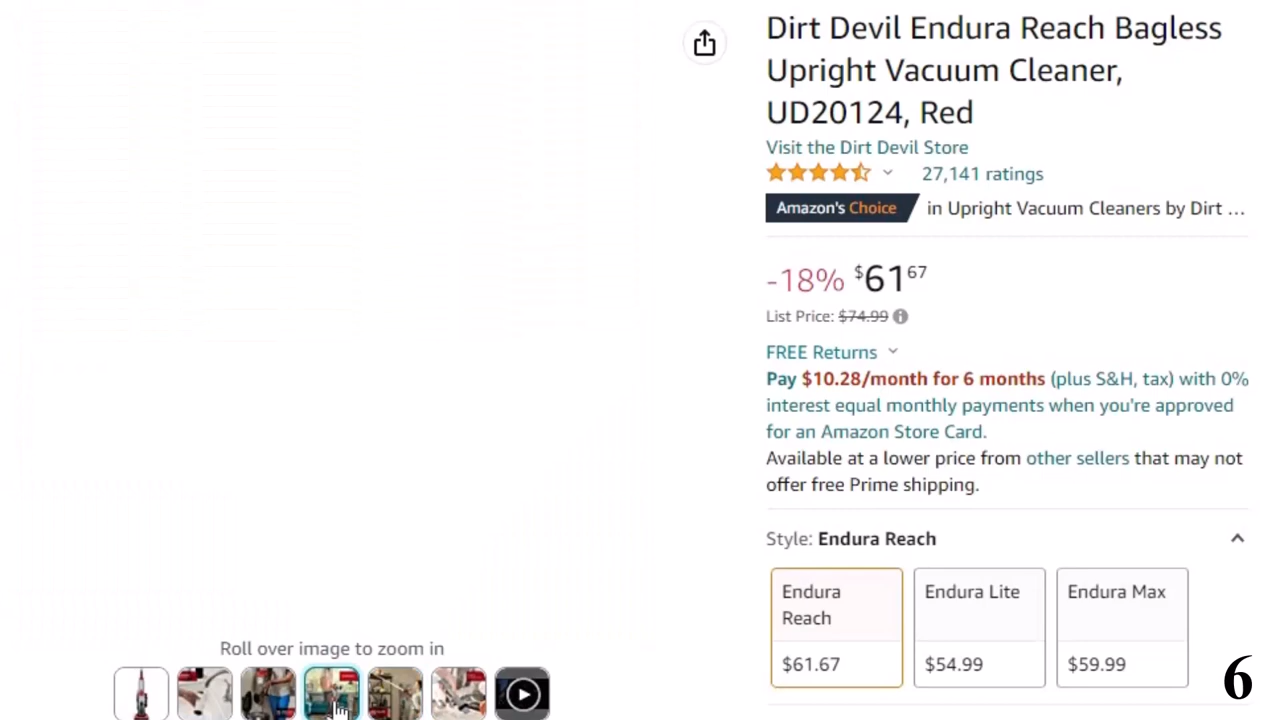 Dirt Devil Endura Reach Bagless
Upright Vacuum Cleaner,
UD20124, Red
Visit the Dirt Devil Store
27,141 ratings
Amazon's Choice in Upright Vacuum Cleaners by Dirt ...
-18% $61 67
List Price: $74.99
FREE Returns
Pay $10.28/month for 6 months (plus S&H, tax) with 0%
interest equal monthly payments when you're approved
for an Amazon Store Card.
Available at a lower price from other sellers that may not
offer free Prime shipping.
Style: Endura Reach
Endura
Reach
$61.67
Endura Lite
$54.99
Endura Max
$59.99
Roll over image to zoom in
6